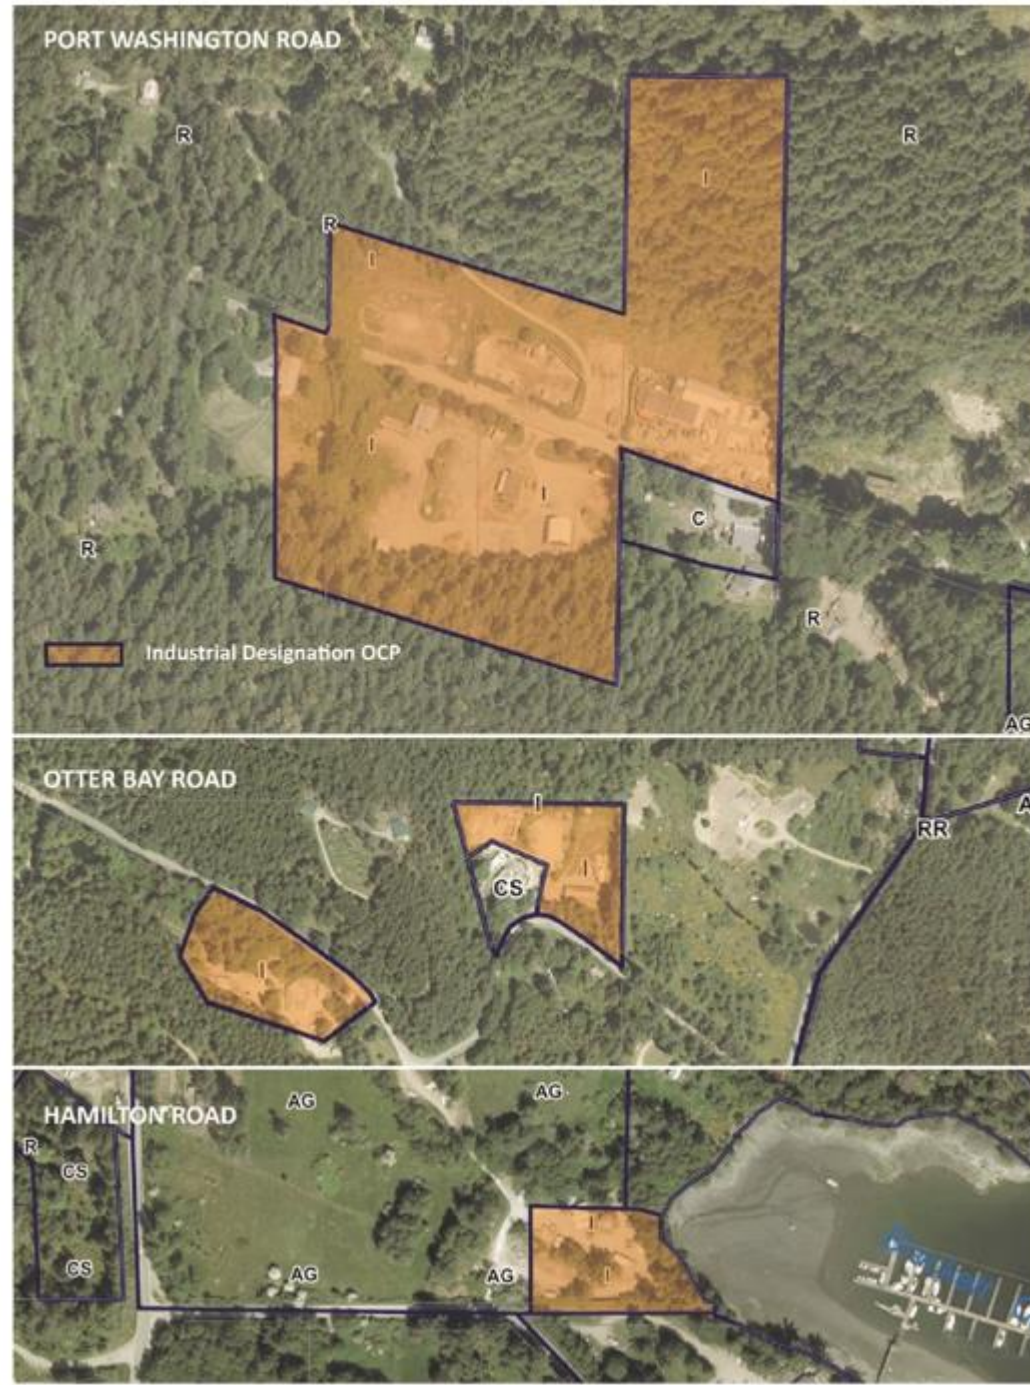 PORT WASHINGTON ROAD
R
R
I
R
I
I
I
C
R
R
Industrial Designation OCP
AG
OTTER BAY ROAD
I
A
RR
I
CS
I
HAMILTON ROAD
AG
AG
R
CS
I
CS
AG
AG
I